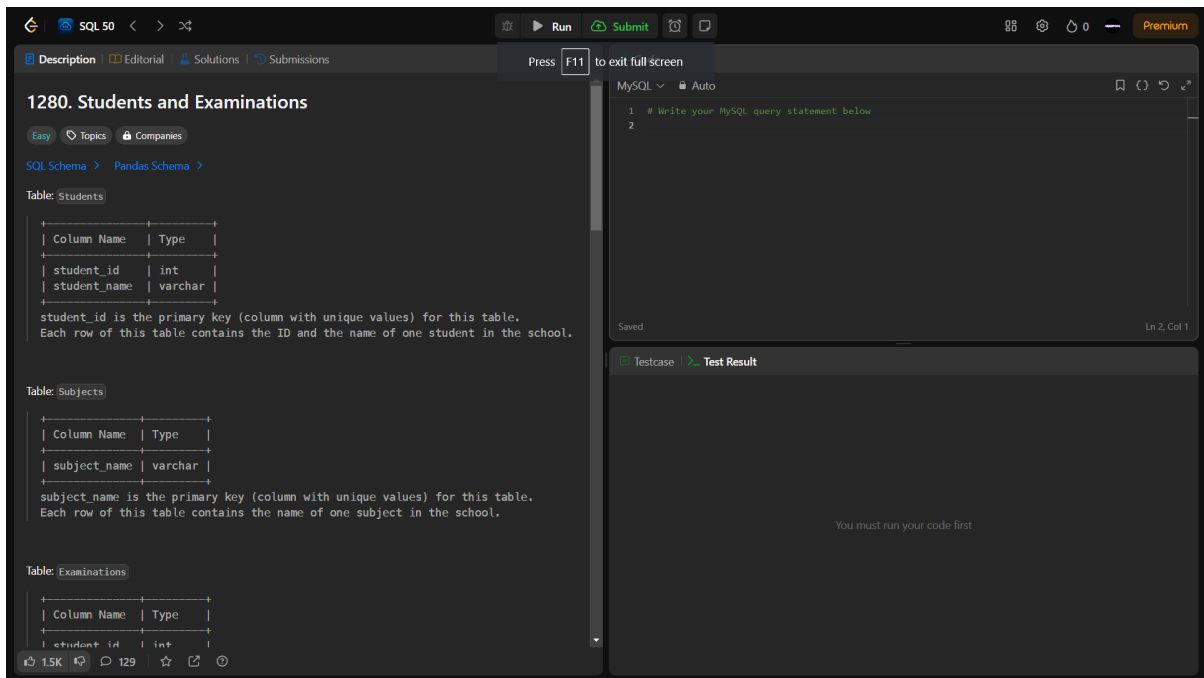 SQL 50
Run
Submit
0
Premium
Description | Editorial | Solutions | Submissions
Press F11 to exit full screen
1280. Students and Examinations
Easy Topics Companies
SQL Schema > Pandas Schema >
Table: Students
+---------------+---------+
| Column Name   | Type    |
+---------------+---------+
| student_id    | int     |
| student_name  | varchar |
+---------------+---------+
student_id is the primary key (column with unique values) for this table.
Each row of this table contains the ID and the name of one student in the school.
Table: Subjects
+--------------+---------+
| Column Name  | Type    |
+--------------+---------+
| subject_name | varchar |
+--------------+---------+
subject_name is the primary key (column with unique values) for this table.
Each row of this table contains the name of one subject in the school.
Table: Examinations
+--------------+---------+
| Column Name  | Type    |
+--------------+---------+
| student_id   | int     |
1.5K 129
MySQL Auto
1 # Write your MySQL query statement below
2
Saved
Ln 2, Col 1
Testcase | >_ Test Result
You must run your code first